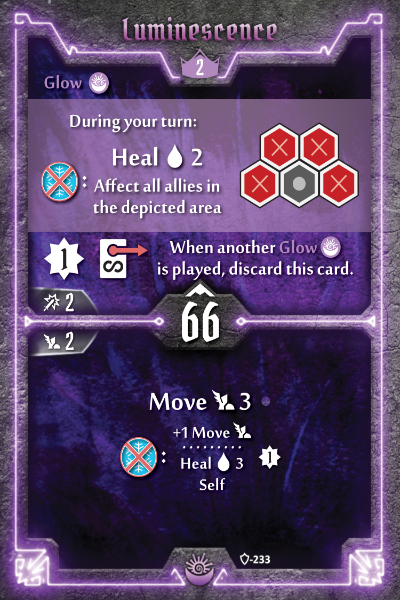 Luminescence
2
Glow
During your turn:
Heal 2
: Affect all allies in
the depicted area
1
When another Glow
is played, discard this card.
2
66
2
Move 3
+1 Move
:
Heal 3
1
Self
-233